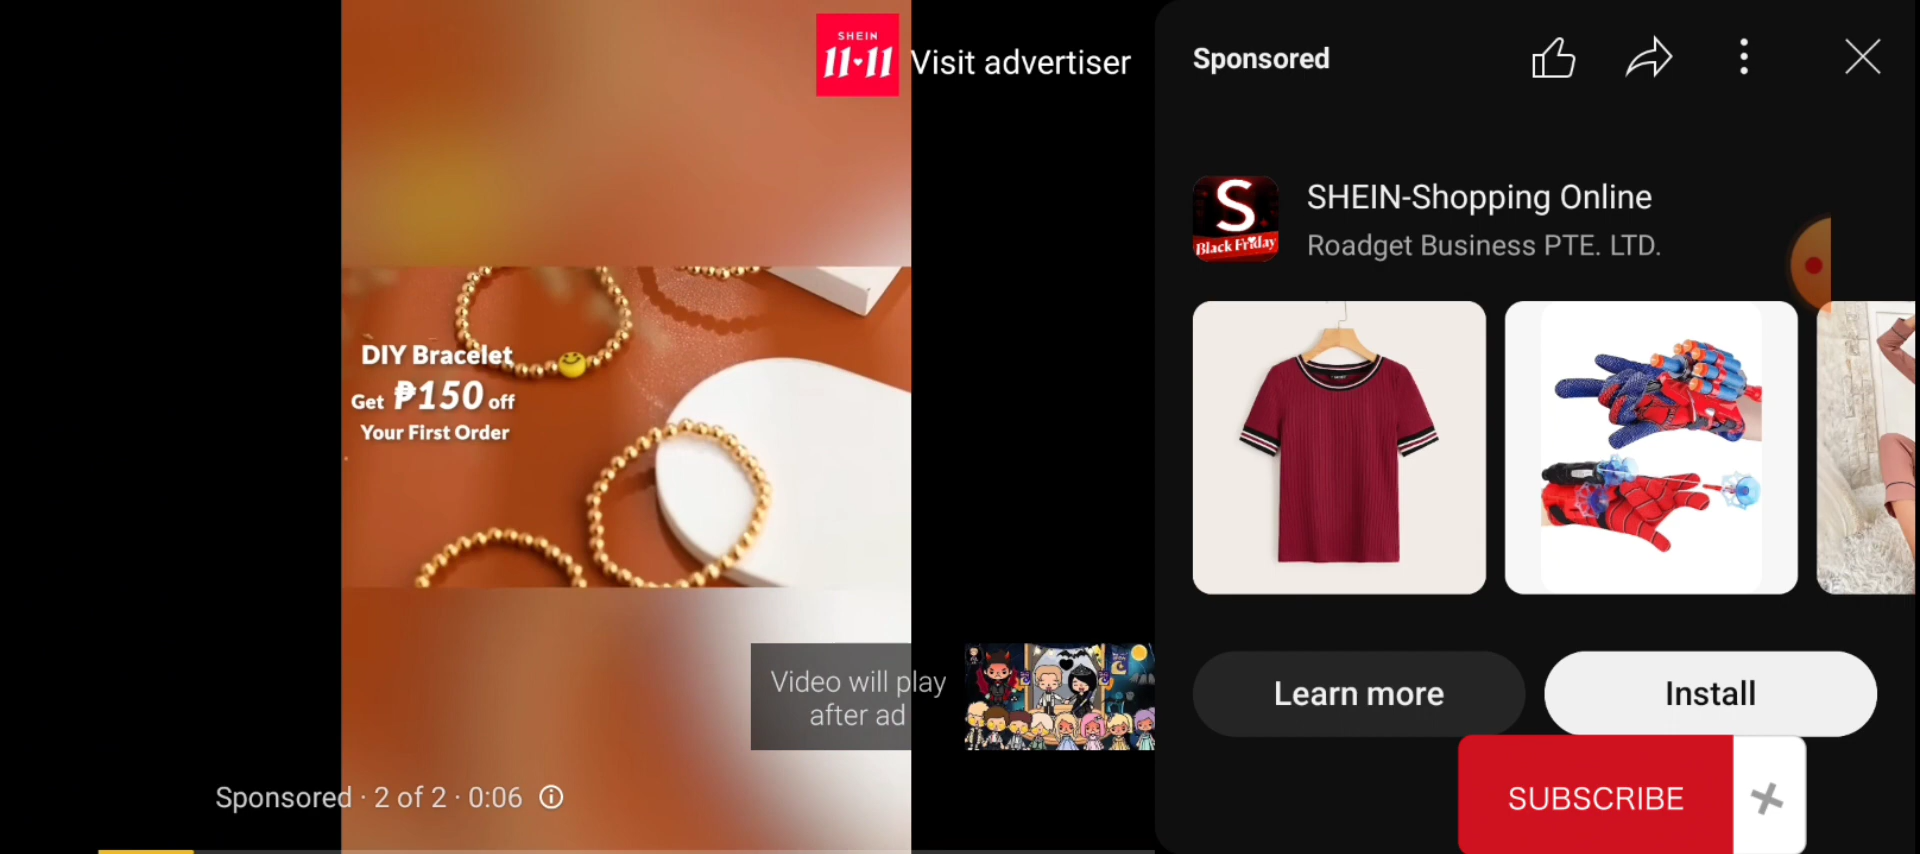 SHEIN
11·11
Visit advertiser
DIY Bracelet
Get ₱150 off
Your First Order
Video will play
after ad
Sponsored · 2 of 2 · 0:06
Sponsored
S
Black Friday
SHEIN-Shopping Online
Roadget Business PTE. LTD.
Learn more
Install
SUBSCRIBE